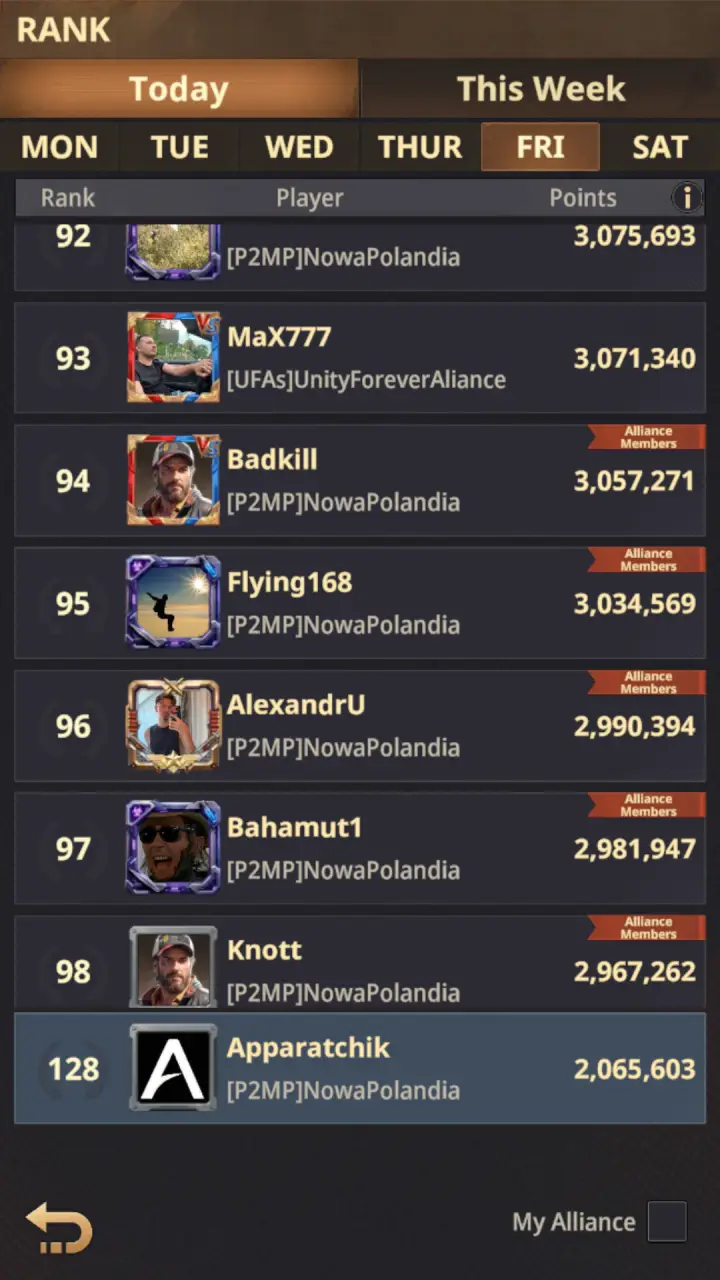 RANK
Today
This Week
MON
TUE
WED
THUR
FRI
SAT
Rank
Player
Points
i
92
[P2MP]NowaPolandia
3,075,693
93
MaX777
[UFAs]UnityForeverAliance
3,071,340
94
Badkill
[P2MP]NowaPolandia
Alliance
Members
3,057,271
95
Flying168
[P2MP]NowaPolandia
Alliance
Members
3,034,569
96
AlexandrU
[P2MP]NowaPolandia
Alliance
Members
2,990,394
97
Bahamut1
[P2MP]NowaPolandia
Alliance
Members
2,981,947
98
Knott
[P2MP]NowaPolandia
Alliance
Members
2,967,262
128
Apparatchik
[P2MP]NowaPolandia
2,065,603
My Alliance